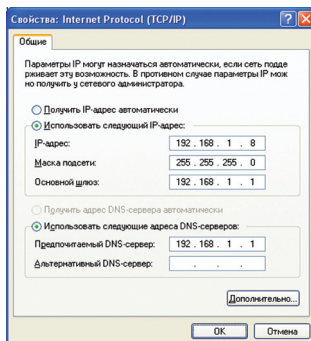 Свойства: Internet Protocol (TCP/IP)
Общие
Параметры IP могут назначаться автоматически, если сеть подде
рживает эту возможность. В противном случае параметры IP мож
но получить у сетевого администратора.
Получить IP-адрес автоматически
Использовать следующий IP-адрес:
IP-адрес: 192 . 168 . 1 . 8
Маска подсети: 255 . 255 . 255 . 0
Основной шлюз: 192 . 168 . 1 . 1
Получить адрес DNS-сервера автоматически
Использовать следующие адреса DNS-серверов:
Предпочитаемый DNS-сервер: 192 . 168 . 1 . 1
Альтернативный DNS-сервер: . . .
Дополнительно...
OK Отмена